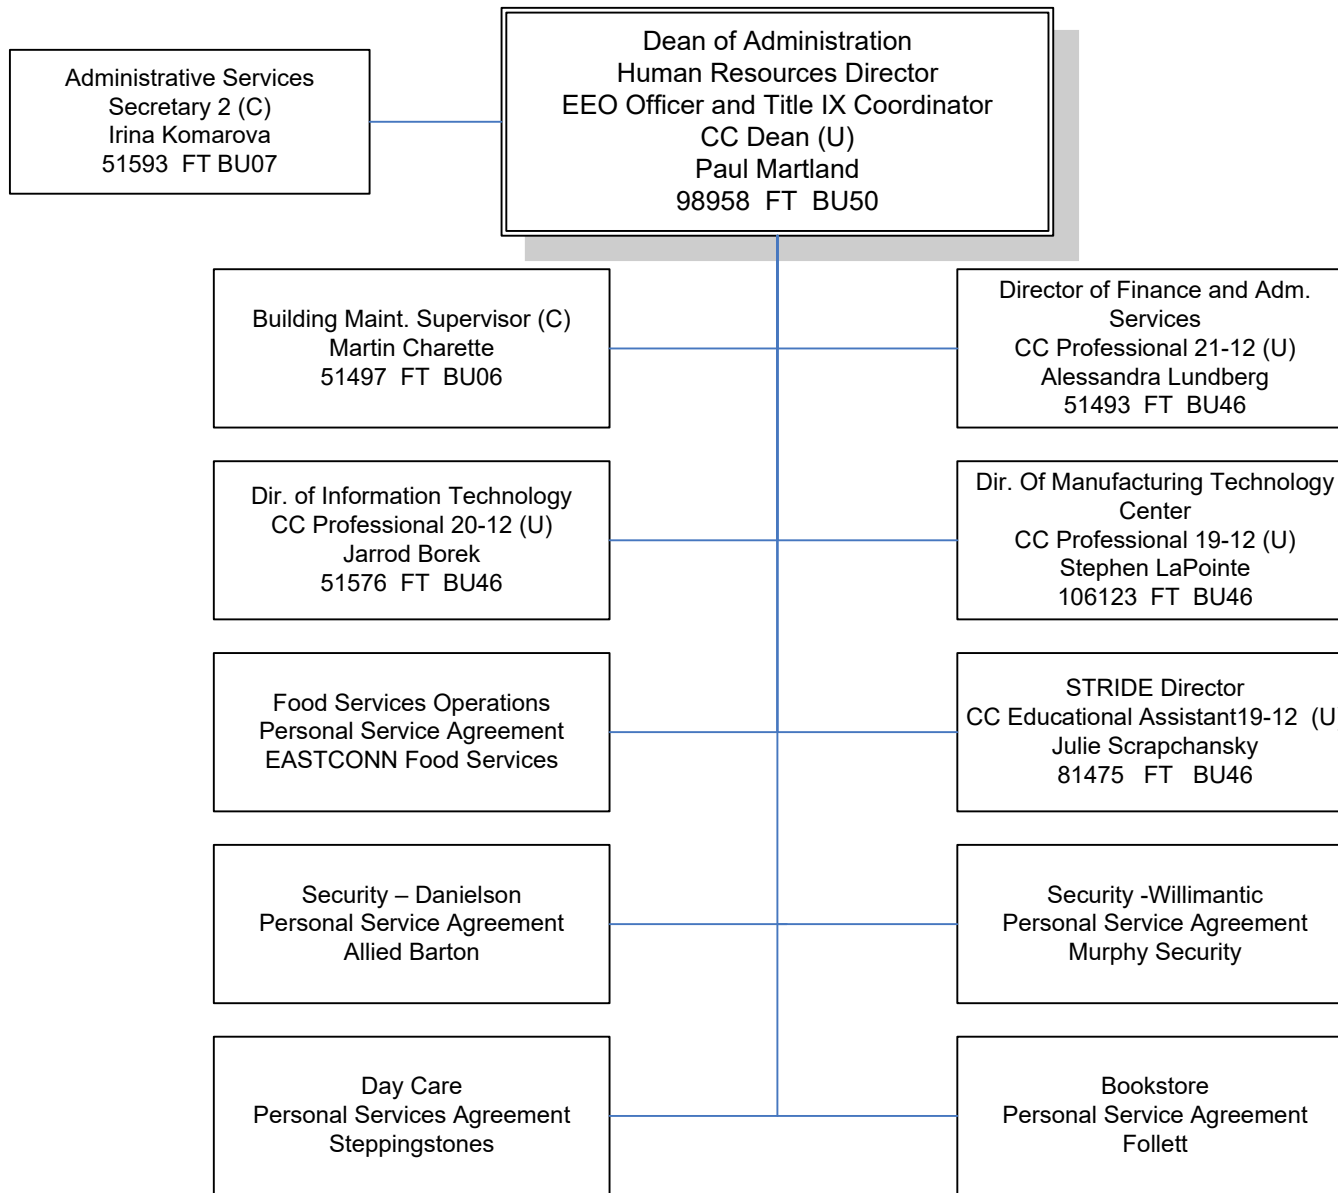 Administrative Services
Secretary 2 (C)
Irina Komarova
51593 FT BU07
Dean of Administration
Human Resources Director
EEO Officer and Title IX Coordinator
CC Dean (U)
Paul Martland
98958 FT BU50
Building Maint. Supervisor (C)
Martin Charette
51497 FT BU06
Director of Finance and Adm.
Services
CC Professional 21-12 (U)
Alessandra Lundberg
51493 FT BU46
Dir. of Information Technology
CC Professional 20-12 (U)
Jarrod Borek
51576 FT BU46
Dir. Of Manufacturing Technology
Center
CC Professional 19-12 (U)
Stephen LaPointe
106123 FT BU46
Food Services Operations
Personal Service Agreement
EASTCONN Food Services
STRIDE Director
CC Educational Assistant19-12 (U)
Julie Scrapchansky
81475 FT BU46
Security – Danielson
Personal Service Agreement
Allied Barton
Security -Willimantic
Personal Service Agreement
Murphy Security
Day Care
Personal Services Agreement
Steppingstones
Bookstore
Personal Service Agreement
Follett